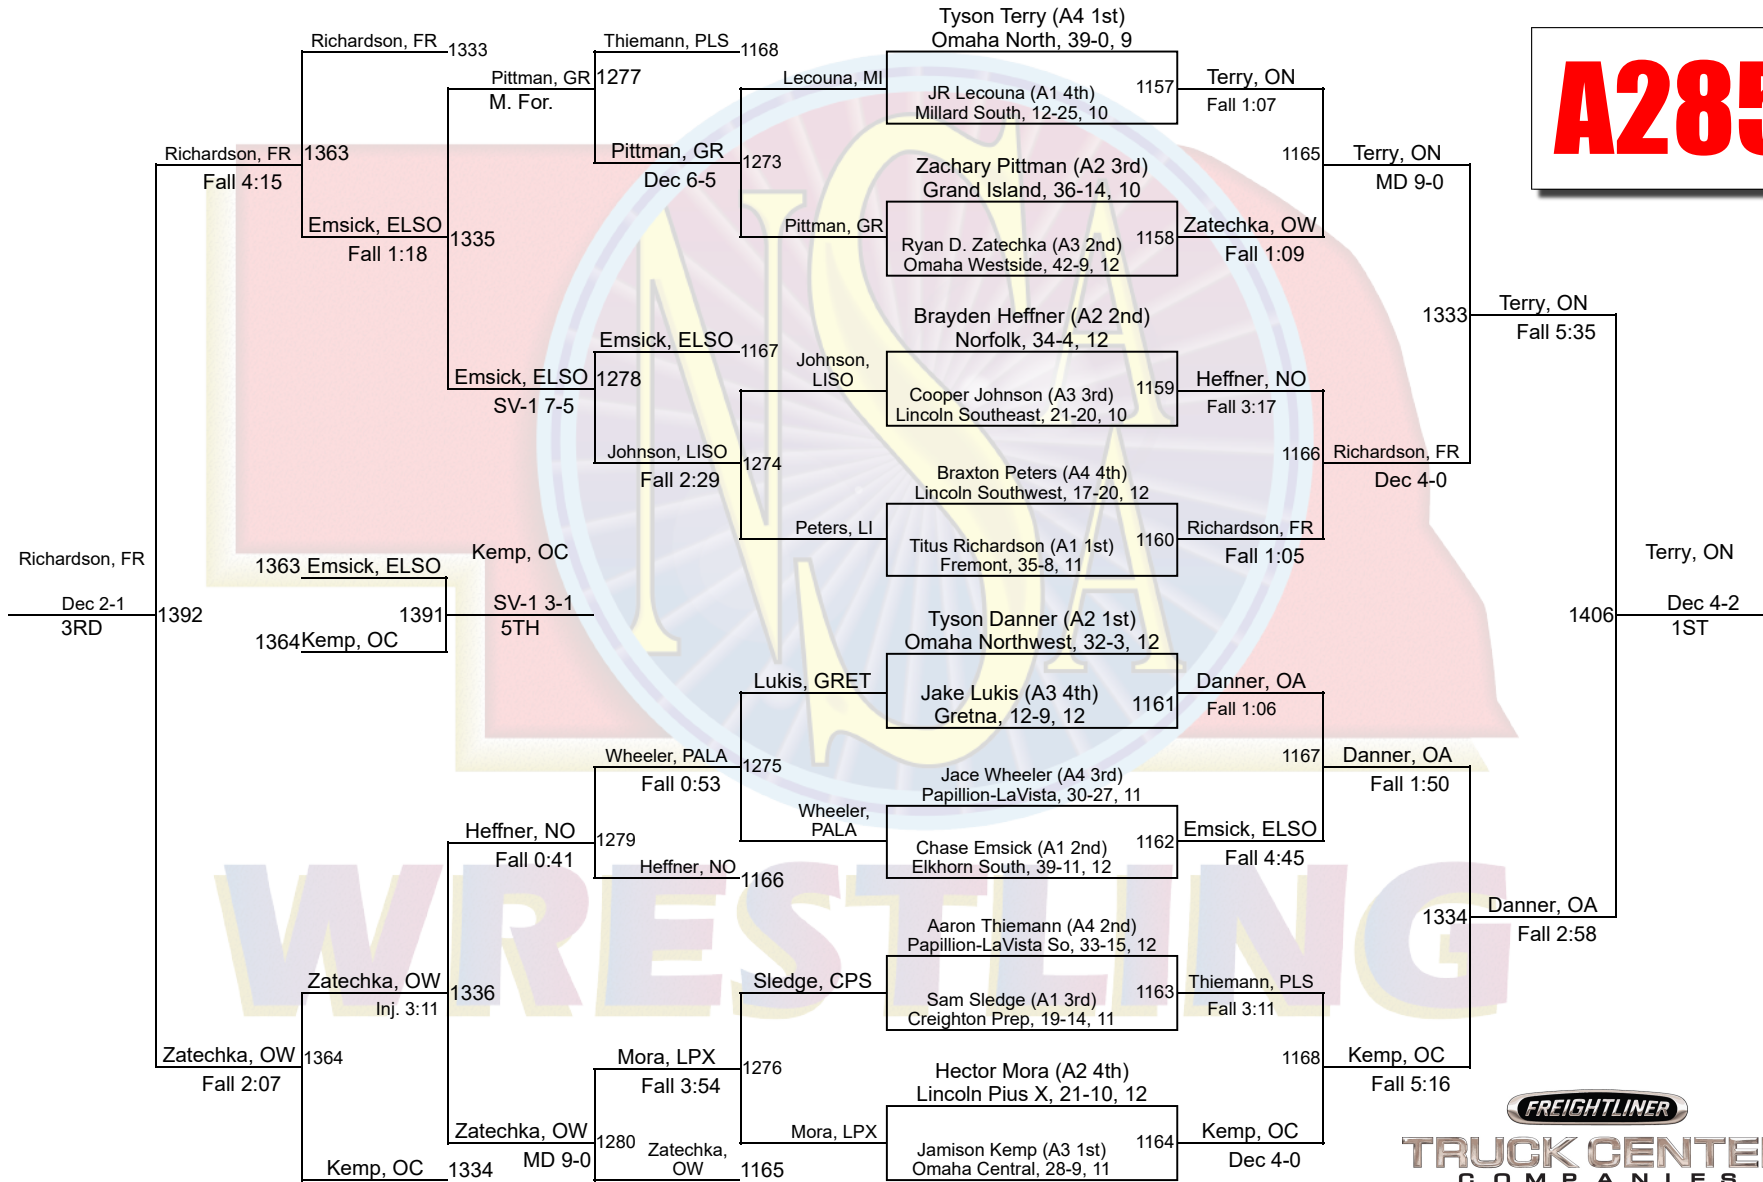 Tyson Terry (A4 1st)
Omaha North, 39-0, 9
JR Lecouna (A1 4th)
Millard South, 12-25, 10
1157
Zachary Pittman (A2 3rd)
Grand Island, 36-14, 10
Ryan D. Zatechka (A3 2nd)
Omaha Westside, 42-9, 12
1158
Brayden Heffner (A2 2nd)
Norfolk, 34-4, 12
Cooper Johnson (A3 3rd)
Lincoln Southeast, 21-20, 10
1159
Braxton Peters (A4 4th)
Lincoln Southwest, 17-20, 12
Titus Richardson (A1 1st)
Fremont, 35-8, 11
1160
Tyson Danner (A2 1st)
Omaha Northwest, 32-3, 12
Jake Lukis (A3 4th)
Gretna, 12-9, 12
1161
Jace Wheeler (A4 3rd)
Papillion-LaVista, 30-27, 11
Chase Emsick (A1 2nd)
Elkhorn South, 39-11, 12
1162
Aaron Thiemann (A4 2nd)
Papillion-LaVista So, 33-15, 12
Sam Sledge (A1 3rd)
Creighton Prep, 19-14, 11
1163
Hector Mora (A2 4th)
Lincoln Pius X, 21-10, 12
Jamison Kemp (A3 1st)
Omaha Central, 28-9, 11
1164
Terry, ON
Fall 1:07
1165
Zatechka, OW
Fall 1:09
Heffner, NO
Fall 3:17
1166
Richardson, FR
Fall 1:05
Danner, OA
Fall 1:06
1167
Emsick, ELSO
Fall 4:45
Thiemann, PLS
Fall 3:11
1168
Kemp, OC
Dec 4-0
Terry, ON
MD 9-0
1333
Richardson, FR
Dec 4-0
Danner, OA
Fall 1:50
1334
Kemp, OC
Fall 5:16
Terry, ON
Fall 5:35
1406
Danner, OA
Fall 2:58
Terry, ON
Dec 4-2
1ST
Lecouna, MI
1273
Pittman, GR
Johnson,
LISO
1274
Peters, LI
Lukis, GRET
1275
Wheeler,
PALA
Sledge, CPS
1276
Mora, LPX
Thiemann, PLS
1168
1277
Pittman, GR
Dec 6-5
Emsick, ELSO
1167
1278
Johnson, LISO
Fall 2:29
Wheeler, PALA
Fall 0:53
1279
Heffner, NO
1166
Mora, LPX
Fall 3:54
1280
Zatechka,
OW
1165
Pittman, GR
M. For.
1335
Emsick, ELSO
SV-1 7-5
Heffner, NO
Fall 0:41
1336
Zatechka, OW
MD 9-0
Richardson, FR
1333
1363
Emsick, ELSO
Fall 1:18
Zatechka, OW
Inj. 3:11
1364
Kemp, OC
1334
Richardson, FR
Fall 4:15
1392
Zatechka, OW
Fall 2:07
Richardson, FR
Dec 2-1
3RD
1363 Emsick, ELSO
1391
1364 Kemp, OC
Kemp, OC
SV-1 3-1
5TH
A285
NSAA
WRESTLING
FREIGHTLINER
TRUCK CENTE
COMPANIES